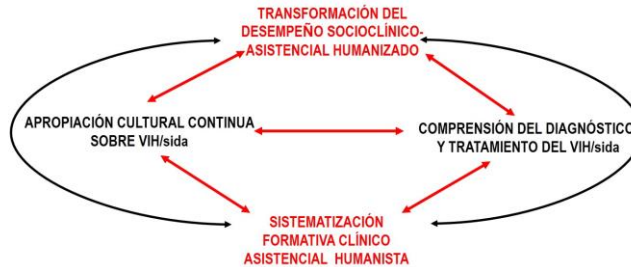 TRANSFORMACIÓN DEL
DESEMPEÑO SOCIOCLÍNICO-
ASISTENCIAL HUMANIZADO
APROPIACIÓN CULTURAL CONTINUA
SOBRE VIH/sida
COMPRENSIÓN DEL DIAGNÓSTICO
Y TRATAMIENTO DEL VIH/sida
SISTEMATIZACIÓN
FORMATIVA CLÍNICO
ASISTENCIAL HUMANISTA